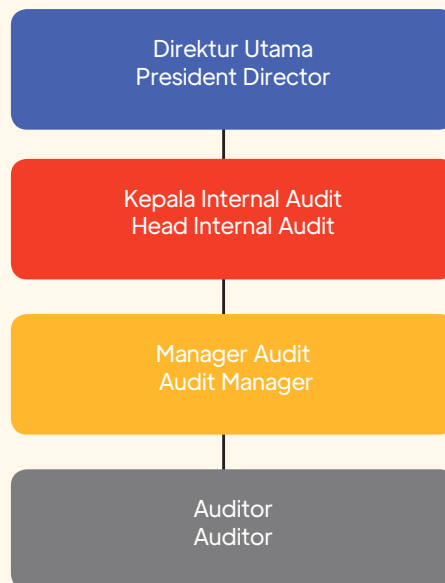 Direktur Utama
President Director
Kepala Internal Audit
Head Internal Audit
Manager Audit
Audit Manager
Auditor
Auditor